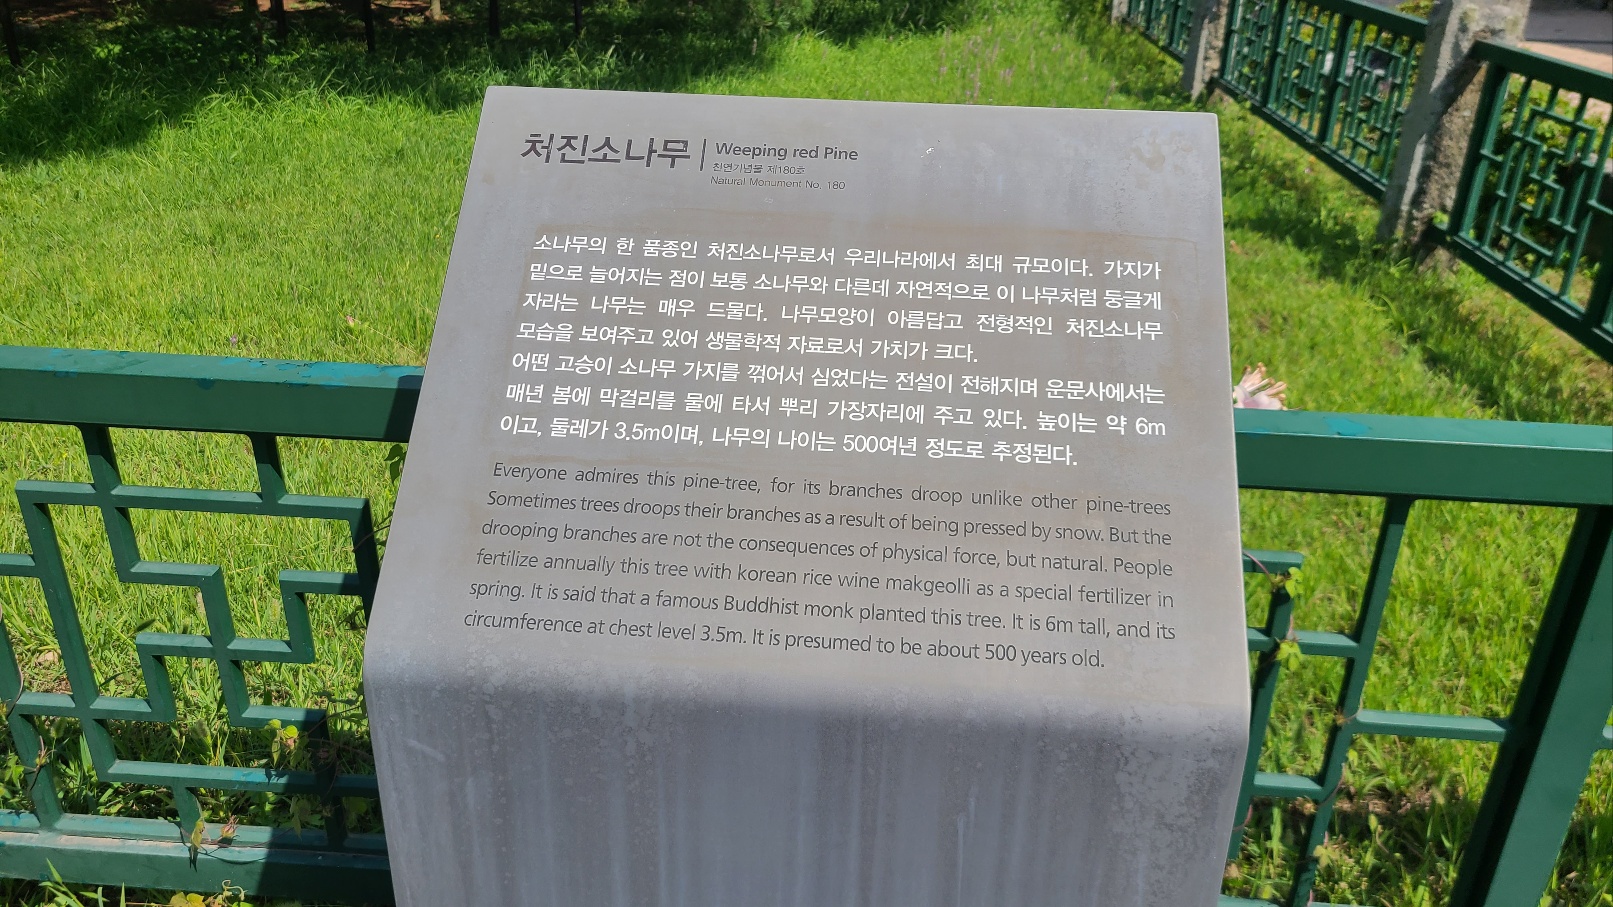 처진소나무
Weeping red Pine
천연기념물 제180호
Natural Monument No. 180
소나무의 한 품종인 처진소나무로서 우리나라에서 최대 규모이다. 가지가
밑으로 늘어지는 점이 보통 소나무와 다른데 자연적으로 이 나무처럼 둥글게
자라는 나무는 매우 드물다. 나무모양이 아름답고 전형적인 처진소나무
모습을 보여주고 있어 생물학적 자료로서 가치가 크다.
어떤 고승이 소나무 가지를 꺾어서 심었다는 전설이 전해지며 운문사에서는
매년 봄에 막걸리를 물에 타서 뿌리 가장자리에 주고 있다. 높이는 약 6m
이고, 둘레가 3.5m이며, 나무의 나이는 500여년 정도로 추정된다.
Everyone admires this pine-tree, for its branches droop unlike other pine-trees
Sometimes trees droops their branches as a result of being pressed by snow. But the
drooping branches are not the consequences of physical force, but natural. People
fertilize annually this tree with korean rice wine makgeolli as a special fertilizer in
spring. It is said that a famous Buddhist monk planted this tree. It is 6m tall, and its
circumference at chest level 3.5m. It is presumed to be about 500 years old.